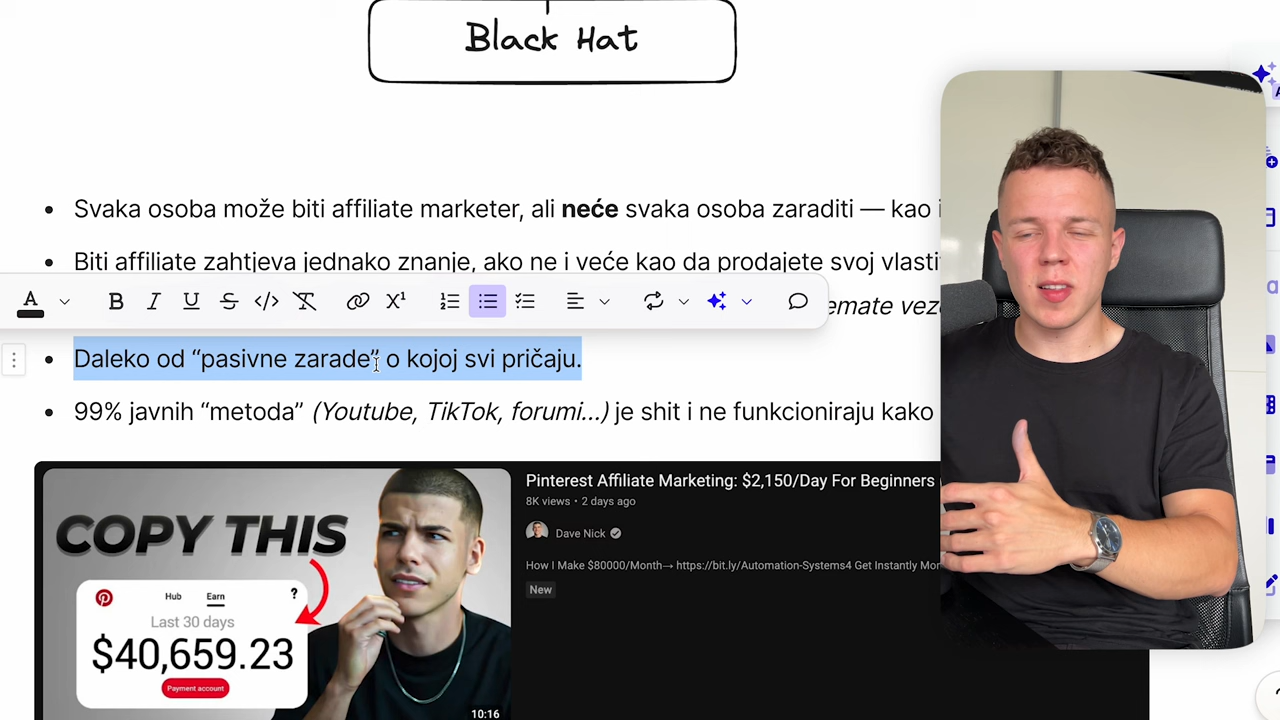 Black Hat
Svaka osoba može biti affiliate marketer, ali neće svaka osoba zaraditi — kao
Biti affiliate zahtjeva jednako znanje, ako ne i veće kao da prodajete svoj
Daleko od “pasivne zarade” o kojoj svi pričaju.
99% javnih “metoda” (Youtube, TikTok, forumi...) je shit i ne funkcioniraju kako
COPY THIS
Hub Earn ?
Last 30 days
$40,659.23
Payment account
10:16
Pinterest Affiliate Marketing: $2,150/Day For Beginners
8K views • 2 days ago
Dave Nick
How I Make $80000/Month→ https://bit.ly/Automation-Systems4 Get Instantly
New